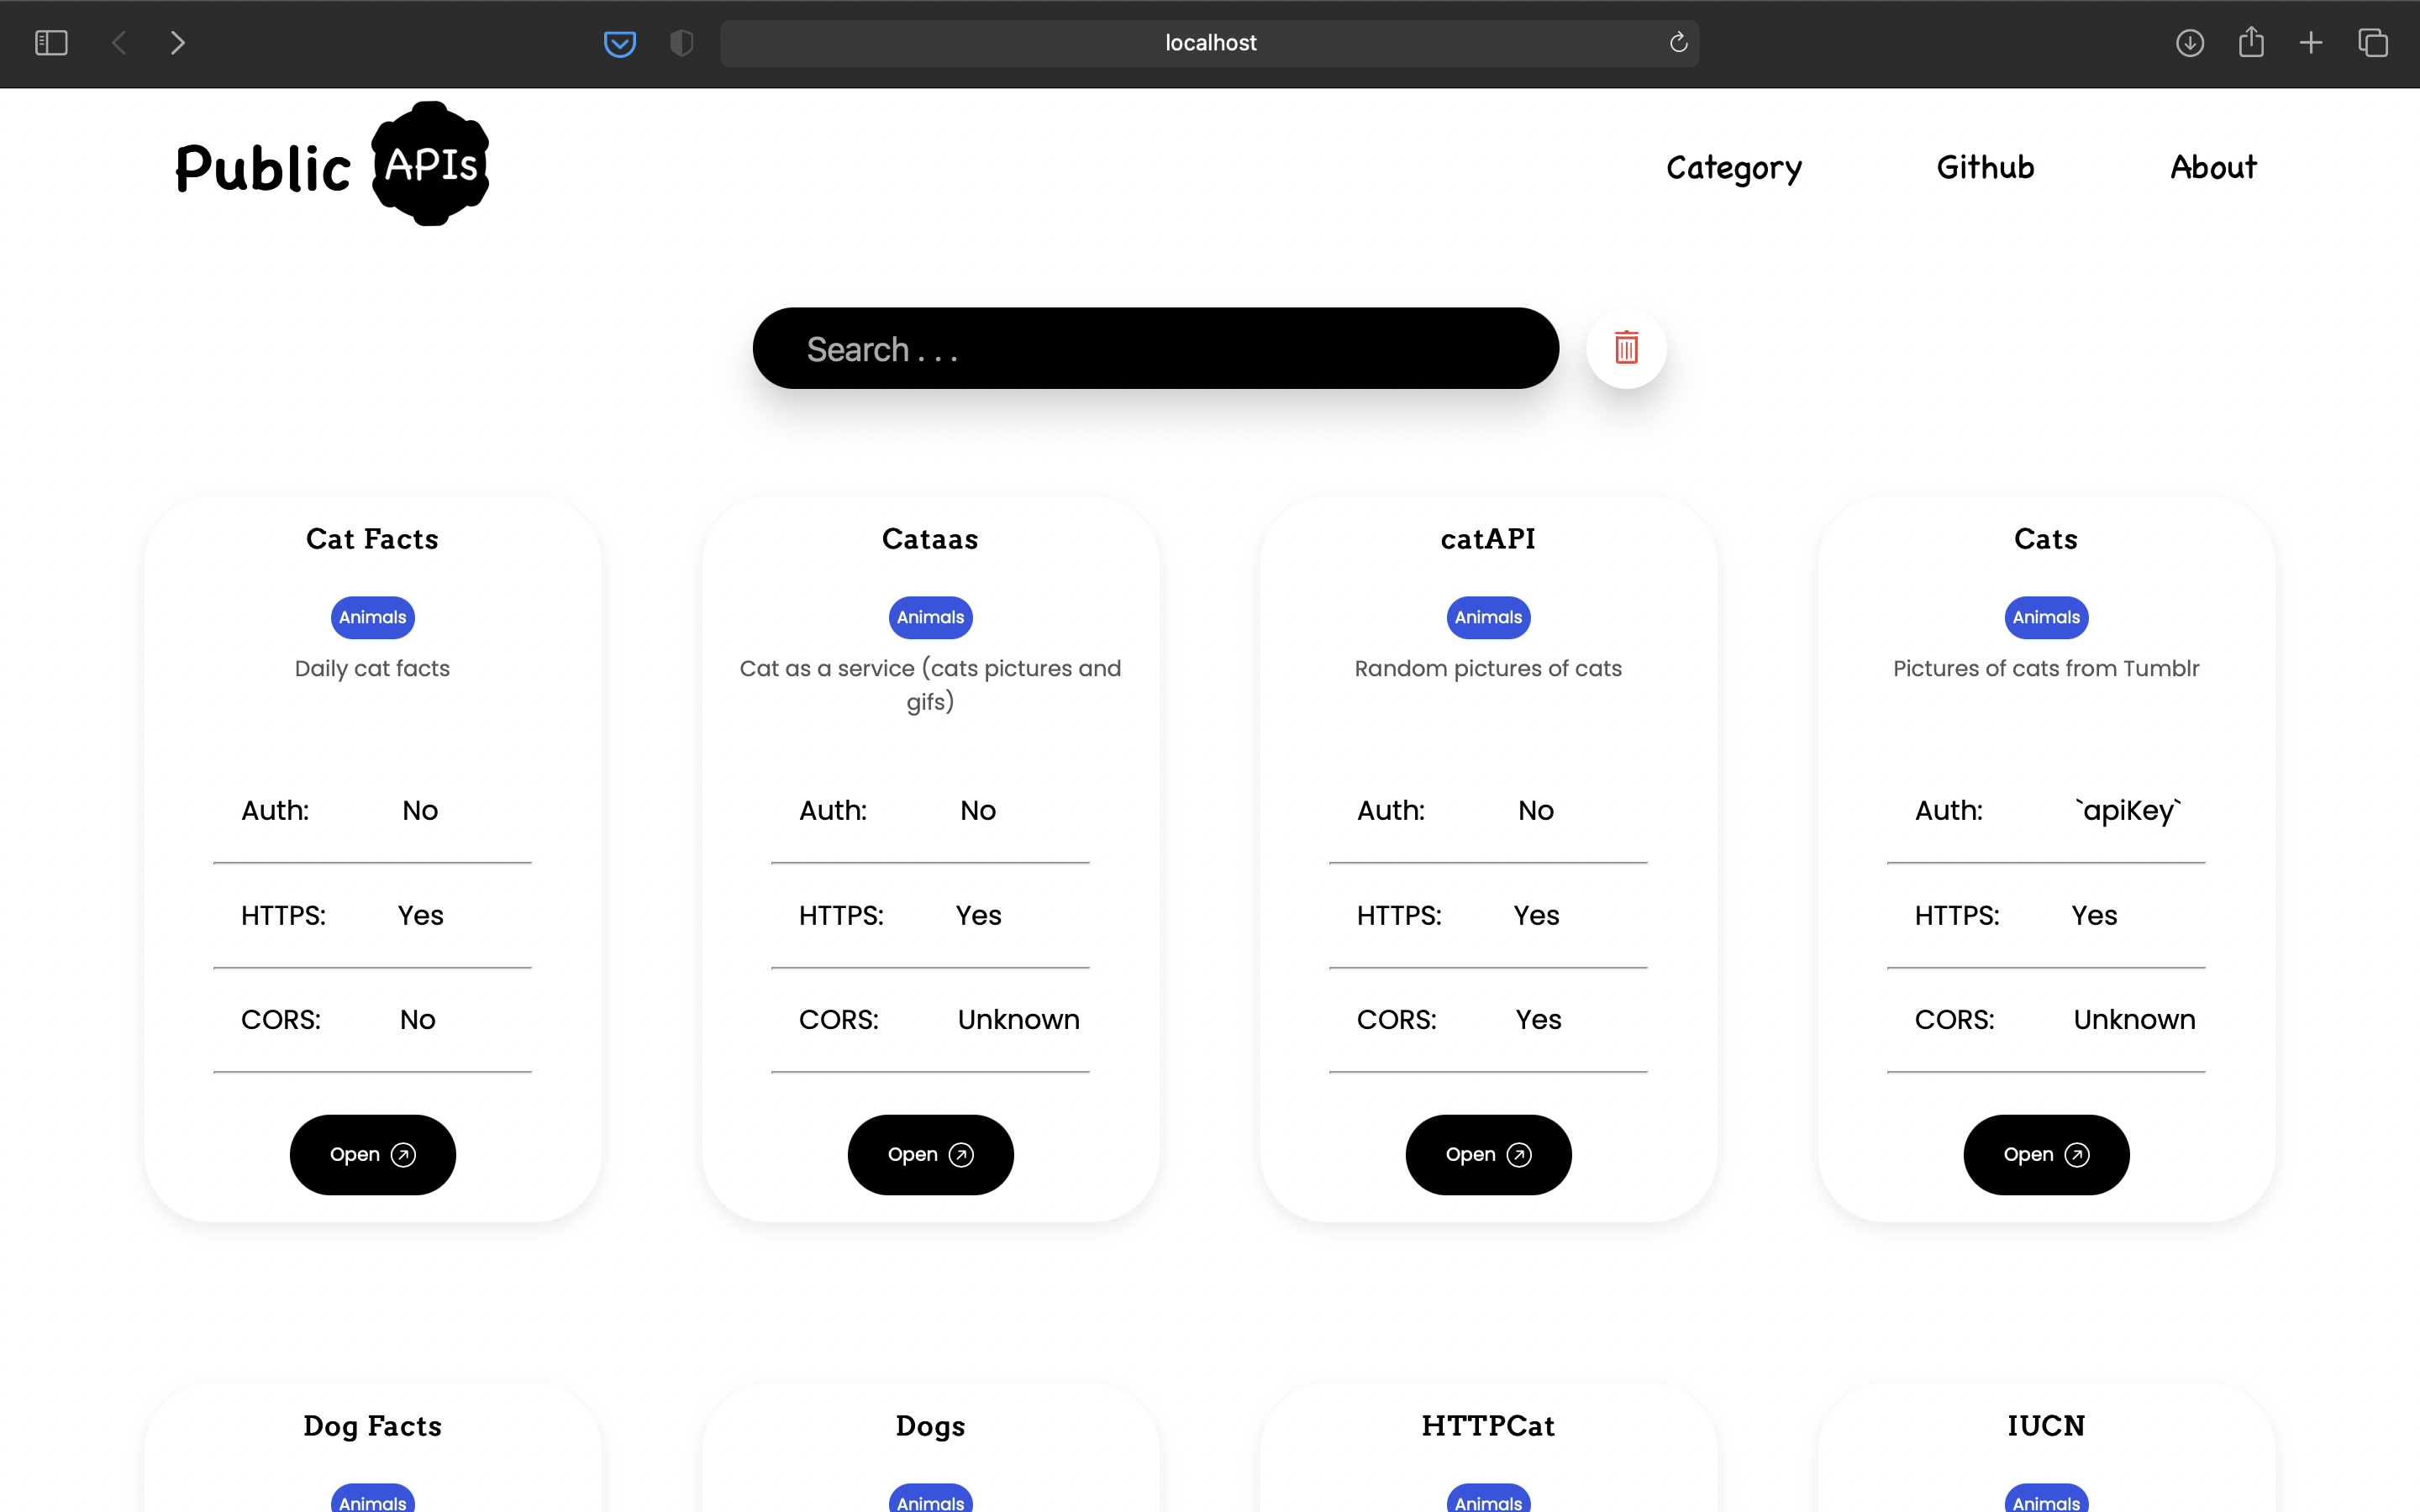 localhost
Public APIs
Category Github About
Search . . .
Cat Facts
Animals
Daily cat facts
Auth: No
HTTPS: Yes
CORS: No
Open
Cataas
Animals
Cat as a service (cats pictures and
gifs)
Auth: No
HTTPS: Yes
CORS: Unknown
Open
catAPI
Animals
Random pictures of cats
Auth: No
HTTPS: Yes
CORS: Yes
Open
Cats
Animals
Pictures of cats from Tumblr
Auth: `apiKey`
HTTPS: Yes
CORS: Unknown
Open
Dog Facts
Animals
Dogs
Animals
HTTPCat
Animals
IUCN
Animals